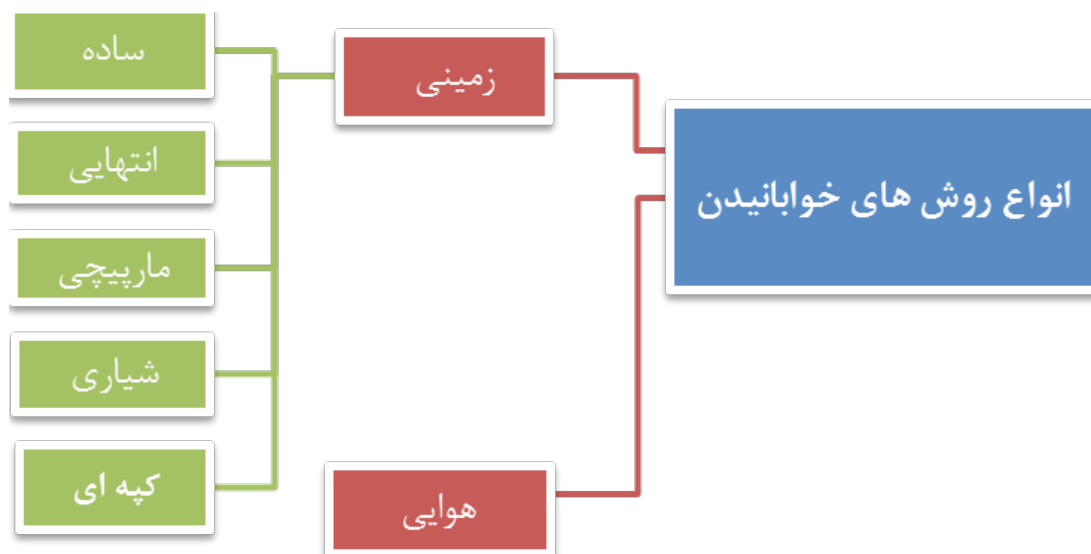 انواع روش های خوابانیدن
زمینی
ساده
انتهایی
مارپیچی
شیاری
کپه ای
هوایی